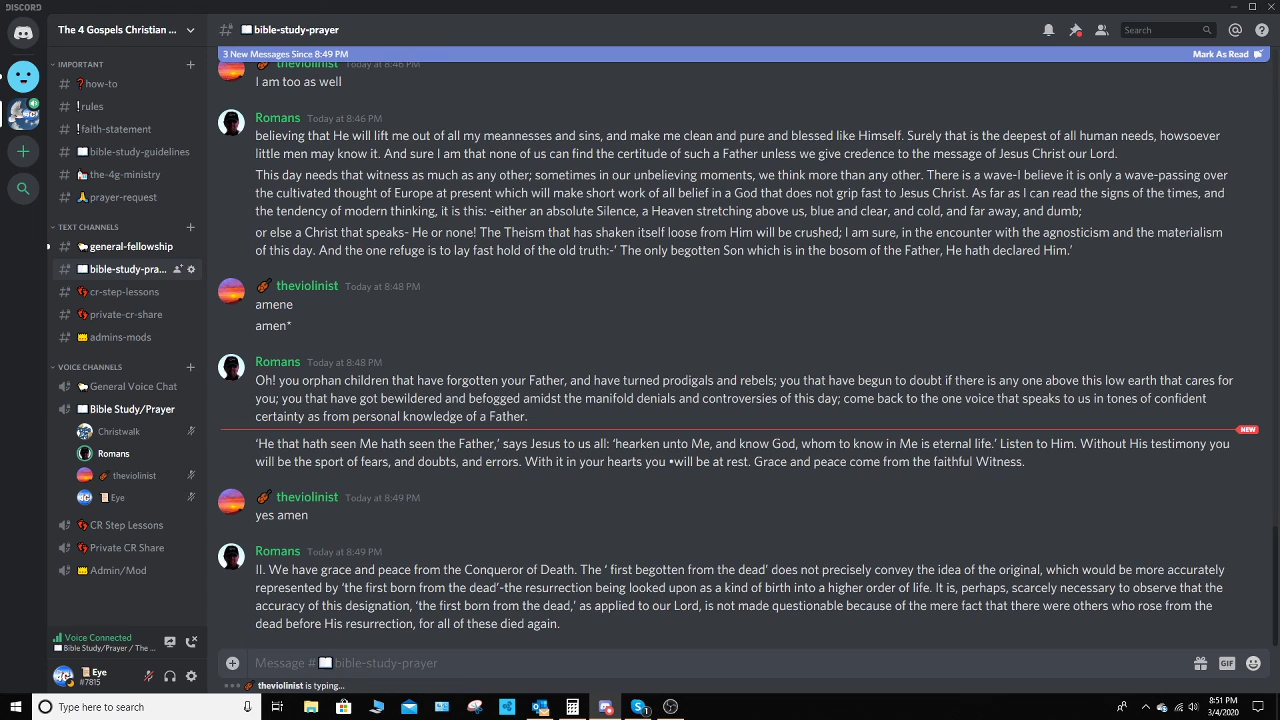 DISCORD
The 4 Gospels Christian ...
# bible-study-prayer
Search
3 New Messages Since 8:49 PM
Mark As Read
IMPORTANT
how-to
rules
faith-statement
bible-study-guidelines
the-4g-ministry
prayer-request
TEXT CHANNELS
general-fellowship
bible-study-pra...
cr-step-lessons
private-cr-share
admins-mods
VOICE CHANNELS
General Voice Chat
Bible Study/Prayer
Christwalk
Romans
theviolinist
Eye
CR Step Lessons
Private CR Share
Admin/Mod
Voice Connected
Bible Study/Prayer / The ...
Eye
#7815
theviolinist Today at 8:46 PM
I am too as well
Romans Today at 8:46 PM
believing that He will lift me out of all my meannesses and sins, and make me clean and pure and blessed like Himself. Surely that is the deepest of all human needs, howsoever
little men may know it. And sure I am that none of us can find the certitude of such a Father unless we give credence to the message of Jesus Christ our Lord.
This day needs that witness as much as any other; sometimes in our unbelieving moments, we think more than any other. There is a wave-I believe it is only a wave-passing over
the cultivated thought of Europe at present which will make short work of all belief in a God that does not grip fast to Jesus Christ. As far as I can read the signs of the times, and
the tendency of modern thinking, it is this: -either an absolute Silence, a Heaven stretching above us, blue and clear, and cold, and far away, and dumb;
or else a Christ that speaks- He or none! The Theism that has shaken itself loose from Him will be crushed; I am sure, in the encounter with the agnosticism and the materialism
of this day. And the one refuge is to lay fast hold of the old truth:-‘ The only begotten Son which is in the bosom of the Father, He hath declared Him.’
theviolinist Today at 8:48 PM
amene
amen*
Romans Today at 8:48 PM
Oh! you orphan children that have forgotten your Father, and have turned prodigals and rebels; you that have begun to doubt if there is any one above this low earth that cares for
you; you that have got bewildered and befogged amidst the manifold denials and controversies of this day; come back to the one voice that speaks to us in tones of confident
certainty as from personal knowledge of a Father.
NEW
‘He that hath seen Me hath seen the Father,’ says Jesus to us all: ‘hearken unto Me, and know God, whom to know in Me is eternal life.’ Listen to Him. Without His testimony you
will be the sport of fears, and doubts, and errors. With it in your hearts you •will be at rest. Grace and peace come from the faithful Witness.
theviolinist Today at 8:49 PM
yes amen
Romans Today at 8:49 PM
II. We have grace and peace from the Conqueror of Death. The ‘ first begotten from the dead’ does not precisely convey the idea of the original, which would be more accurately
represented by ‘the first born from the dead’-the resurrection being looked upon as a kind of birth into a higher order of life. It is, perhaps, scarcely necessary to observe that the
accuracy of this designation, ‘the first born from the dead,’ as applied to our Lord, is not made questionable because of the mere fact that there were others who rose from the
dead before His resurrection, for all of these died again.
Message # bible-study-prayer
GIF
theviolinist is typing...
Type here to search
8:51 PM
3/4/2020